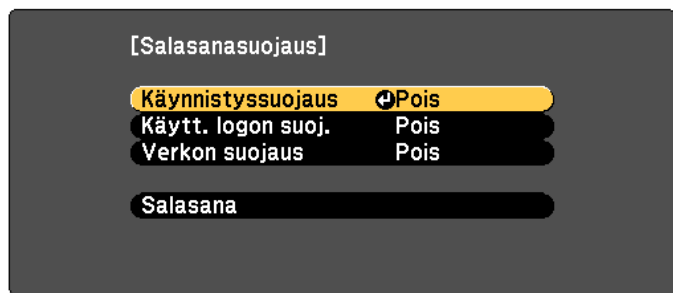 [Salasanasuojaus]
Käynnistyssuojaus Pois
Käytt. logon suoj. Pois
Verkon suojaus Pois
Salasana